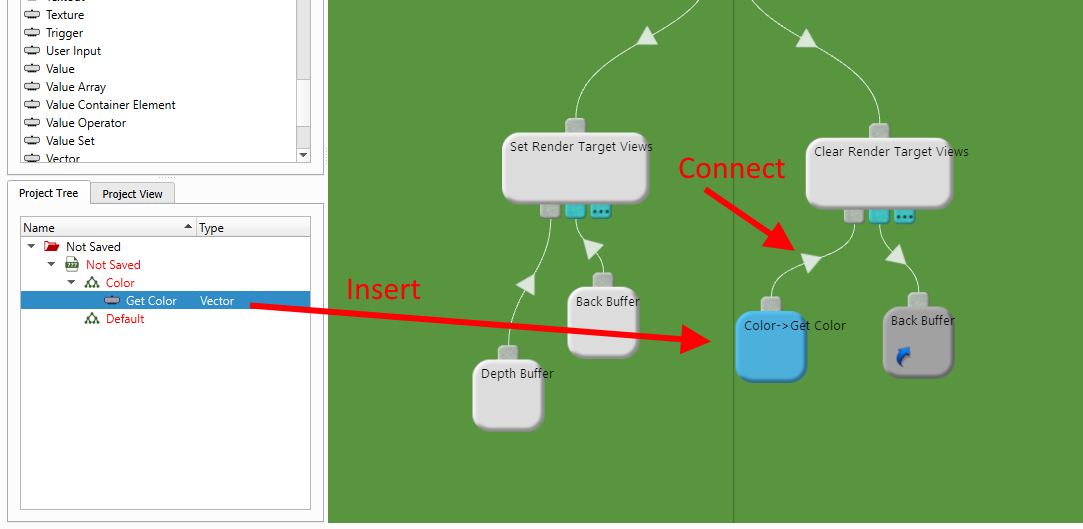 Texture
Trigger
User Input
Value
Value Array
Value Container Element
Value Operator
Value Set
Vector
Project Tree
Project View
Name
Type
Not Saved
???
Not Saved
Color
Get Color
Vector
Default
Set Render Target Views
Clear Render Target Views
Connect
Insert
Back Buffer
Color->Get Color
Back Buffer
Depth Buffer